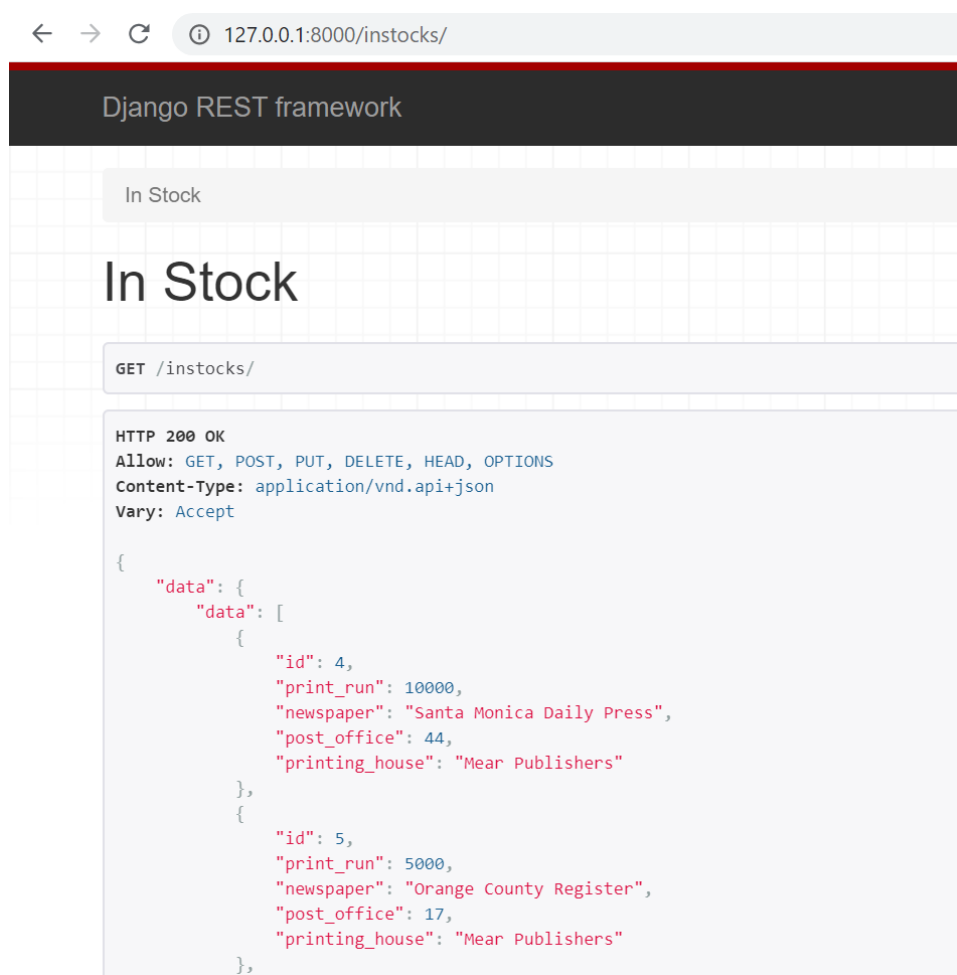 127.0.0.1:8000/instocks/
Django REST framework
In Stock
In Stock
GET /instocks/
HTTP 200 OK
Allow: GET, POST, PUT, DELETE, HEAD, OPTIONS
Content-Type: application/vnd.api+json
Vary: Accept
{
    "data": {
        "data": [
            {
                "id": 4,
                "print_run": 10000,
                "newspaper": "Santa Monica Daily Press",
                "post_office": 44,
                "printing_house": "Mear Publishers"
            },
            {
                "id": 5,
                "print_run": 5000,
                "newspaper": "Orange County Register",
                "post_office": 17,
                "printing_house": "Mear Publishers"
            },